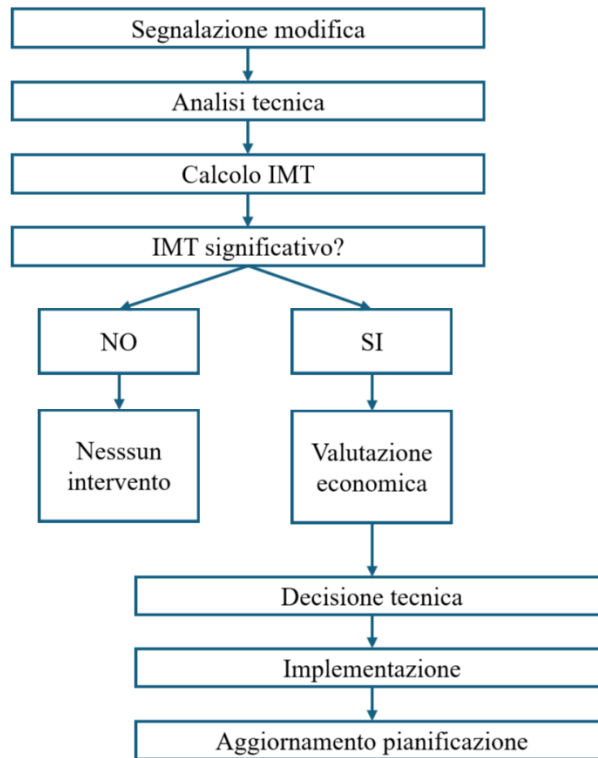 Segnalazione modifica
Analisi tecnica
Calcolo IMT
IMT significativo?
NO
SI
Nesssun
intervento
Valutazione
economica
Decisione tecnica
Implementazione
Aggiornamento pianificazione